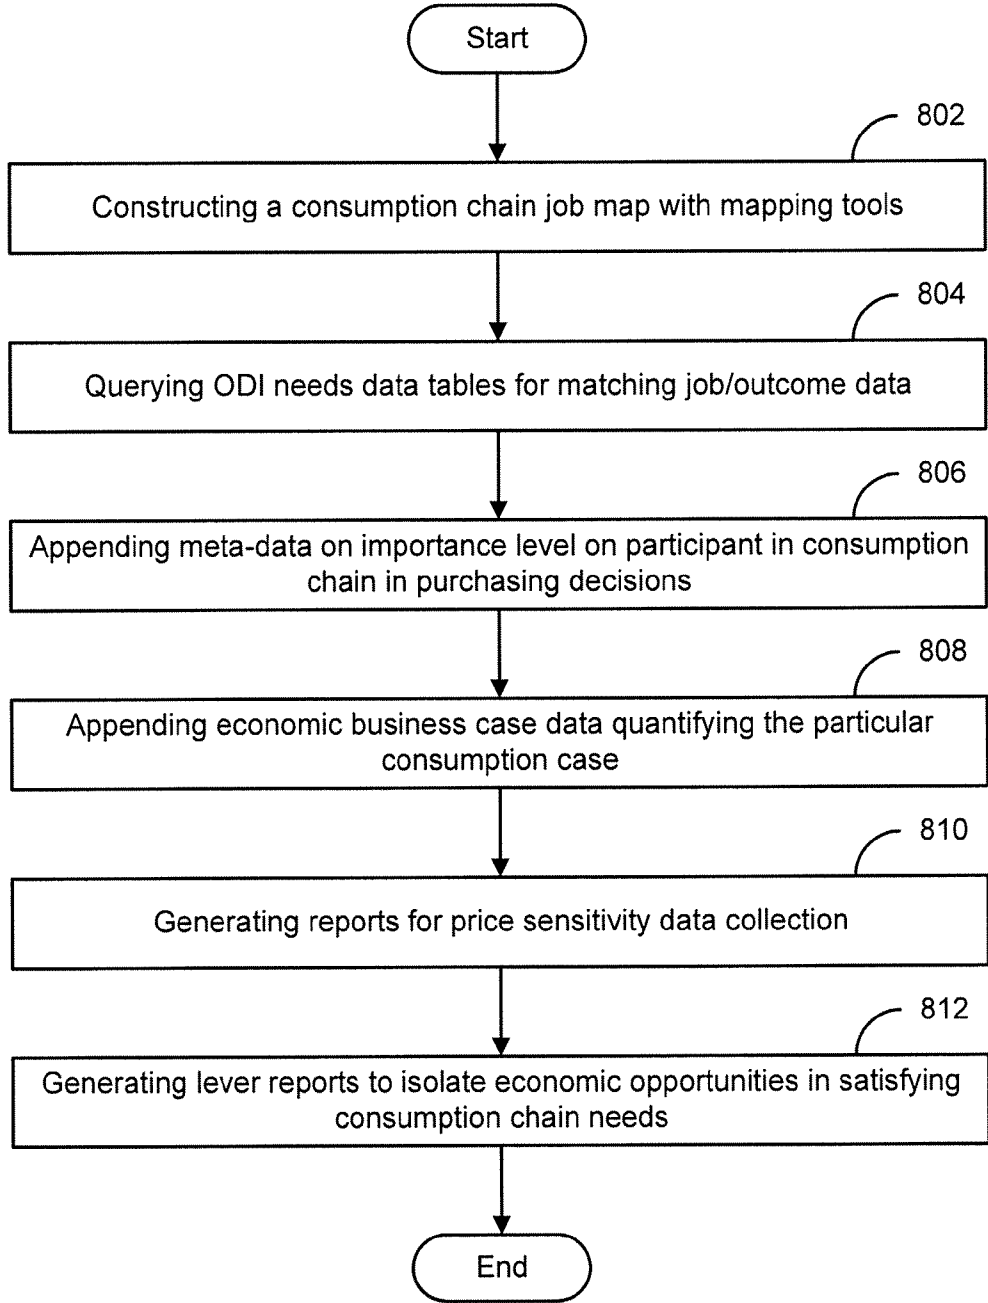 Start
802
Constructing a consumption chain job map with mapping tools
804
Querying ODI needs data tables for matching job/outcome data
806
Appending meta-data on importance level on participant in consumption
chain in purchasing decisions
808
Appending economic business case data quantifying the particular
consumption case
810
Generating reports for price sensitivity data collection
812
Generating lever reports to isolate economic opportunities in satisfying
consumption chain needs
End